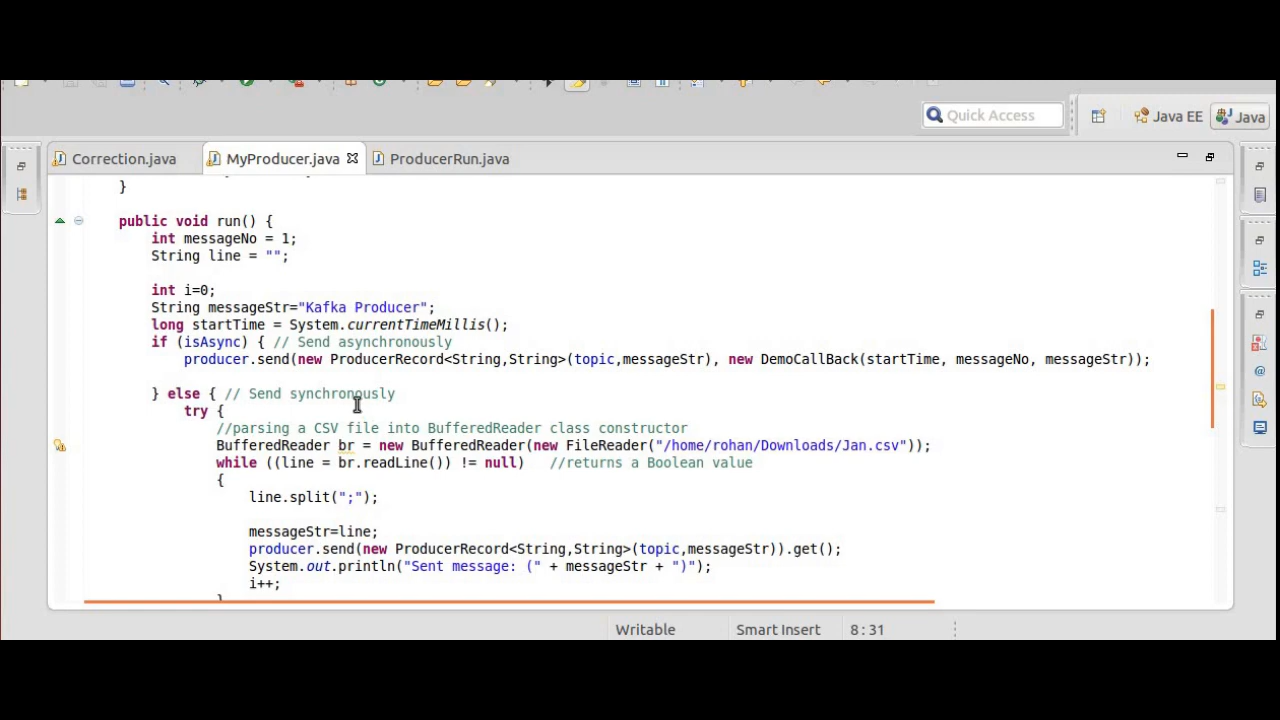 Quick Access
Java EE
Java
Correction.java
MyProducer.java
ProducerRun.java
}
public void run() {
int messageNo = 1;
String line = "";
int i=0;
String messageStr="Kafka Producer";
long startTime = System.currentTimeMillis();
if (isAsync) { // Send asynchronously
producer.send(new ProducerRecord<String,String>(topic,messageStr), new DemoCallBack(startTime, messageNo, messageStr));
} else { // Send synchronously
try {
//parsing a CSV file into BufferedReader class constructor
BufferedReader br = new BufferedReader(new FileReader("/home/rohan/Downloads/Jan.csv"));
while ((line = br.readLine()) != null)   //returns a Boolean value
{
line.split(";");
messageStr=line;
producer.send(new ProducerRecord<String,String>(topic,messageStr)).get();
System.out.println("Sent message: (" + messageStr + ")");
i++;
}
Writable
Smart Insert
8:31